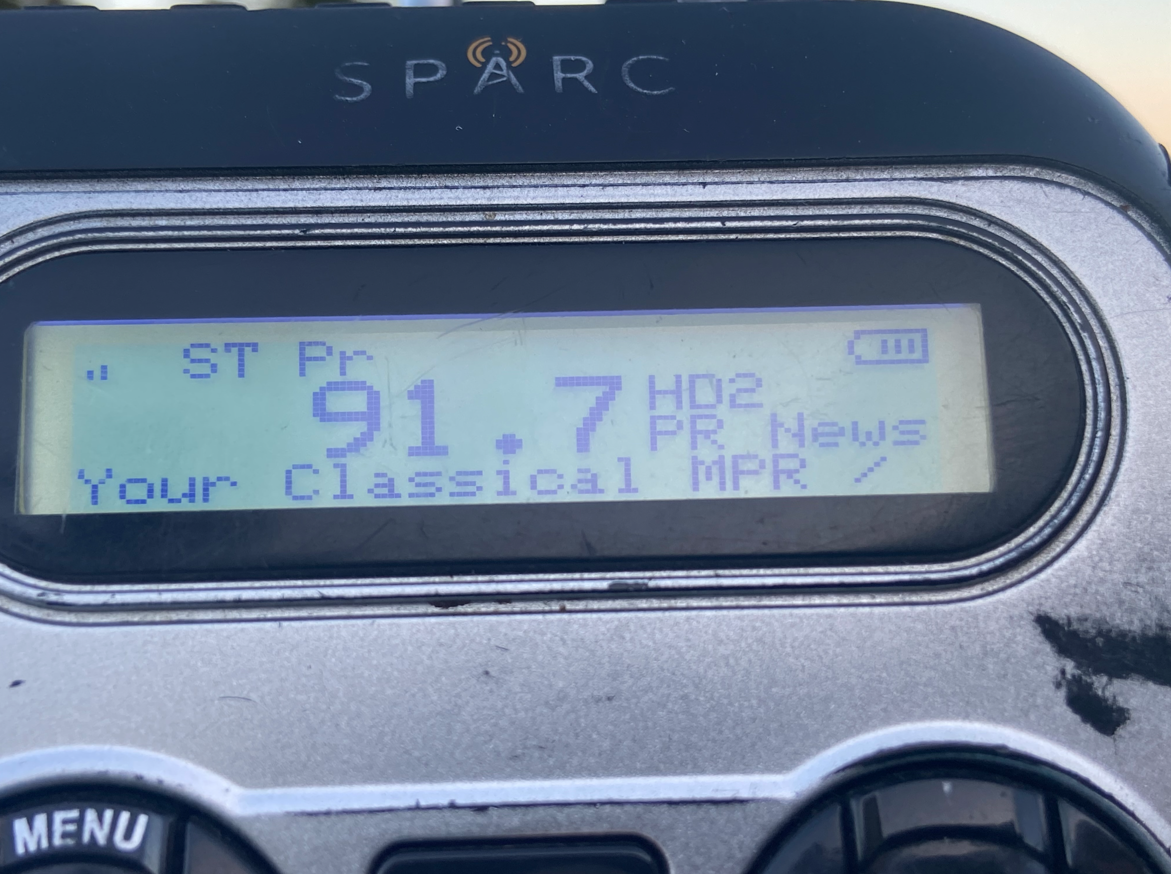 SPARC
ST Pr
91.7 HD2
PR News
Your Classical MPR /
MENU